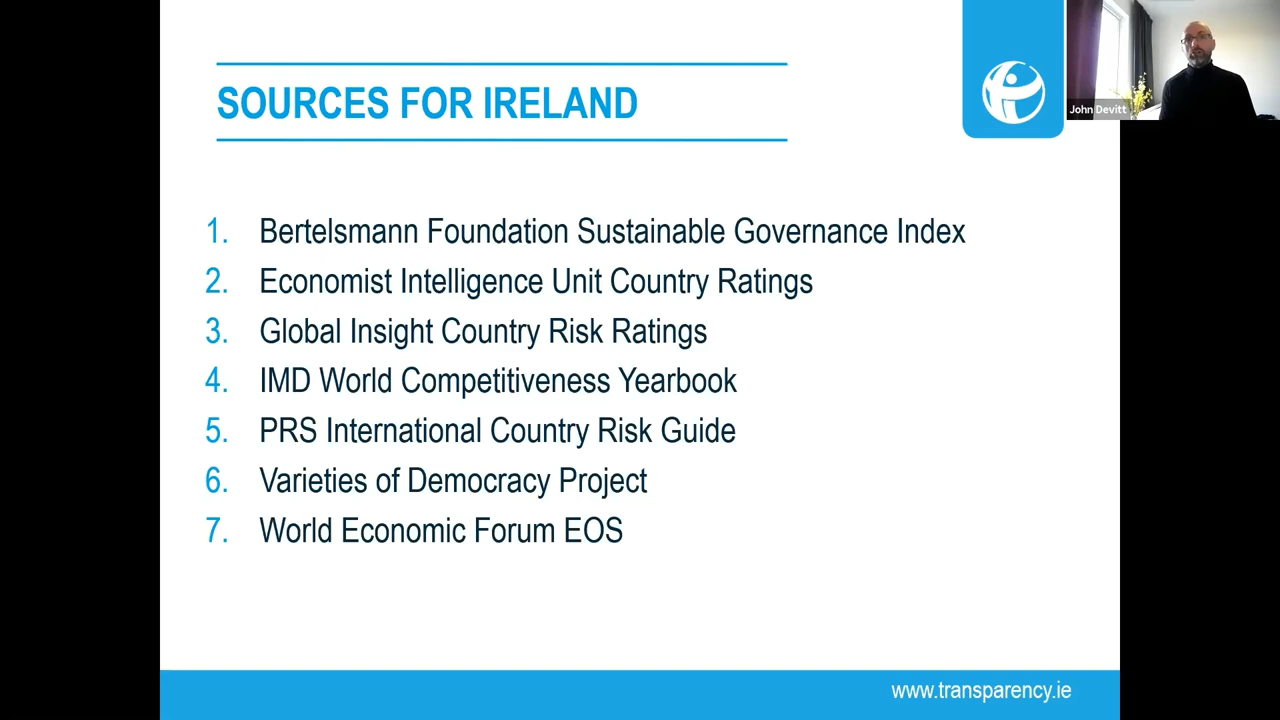 SOURCES FOR IRELAND
John Devitt
1. Bertelsmann Foundation Sustainable Governance Index
2. Economist Intelligence Unit Country Ratings
3. Global Insight Country Risk Ratings
4. IMD World Competitiveness Yearbook
5. PRS International Country Risk Guide
6. Varieties of Democracy Project
7. World Economic Forum EOS
www.transparency.ie